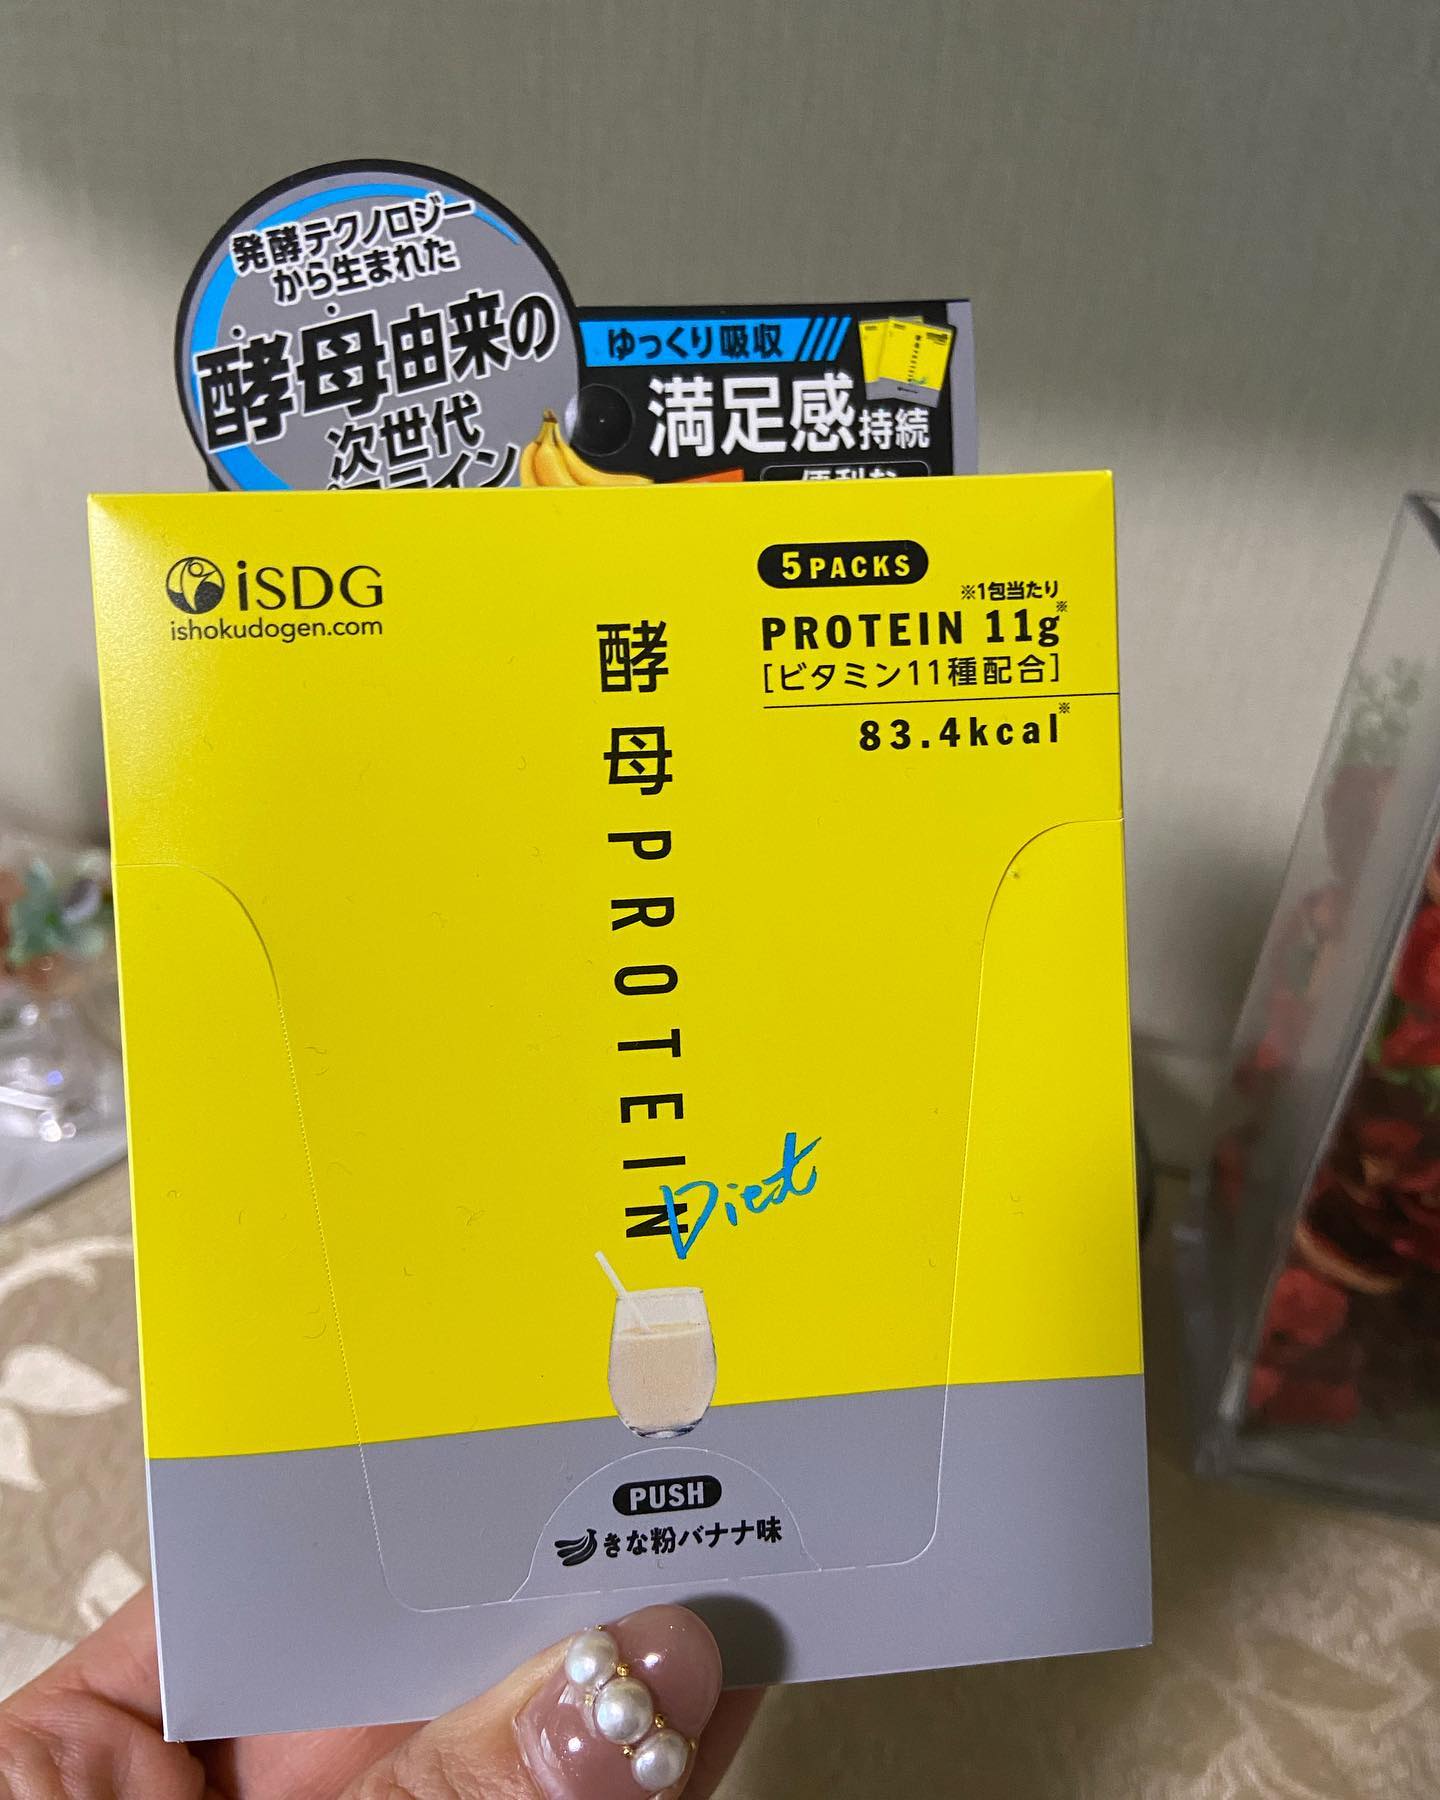 発酵テクノロジー
から生まれた
酵母由来の
次世代
ゆっくり吸収
満足感持続
iSDG
ishokudogen.com
5PACKS
※1包当たり
PROTEIN 11g※
[ビタミン11種配合]
83.4kcal※
酵母PROTEIN
Diet
PUSH
きな粉バナナ味